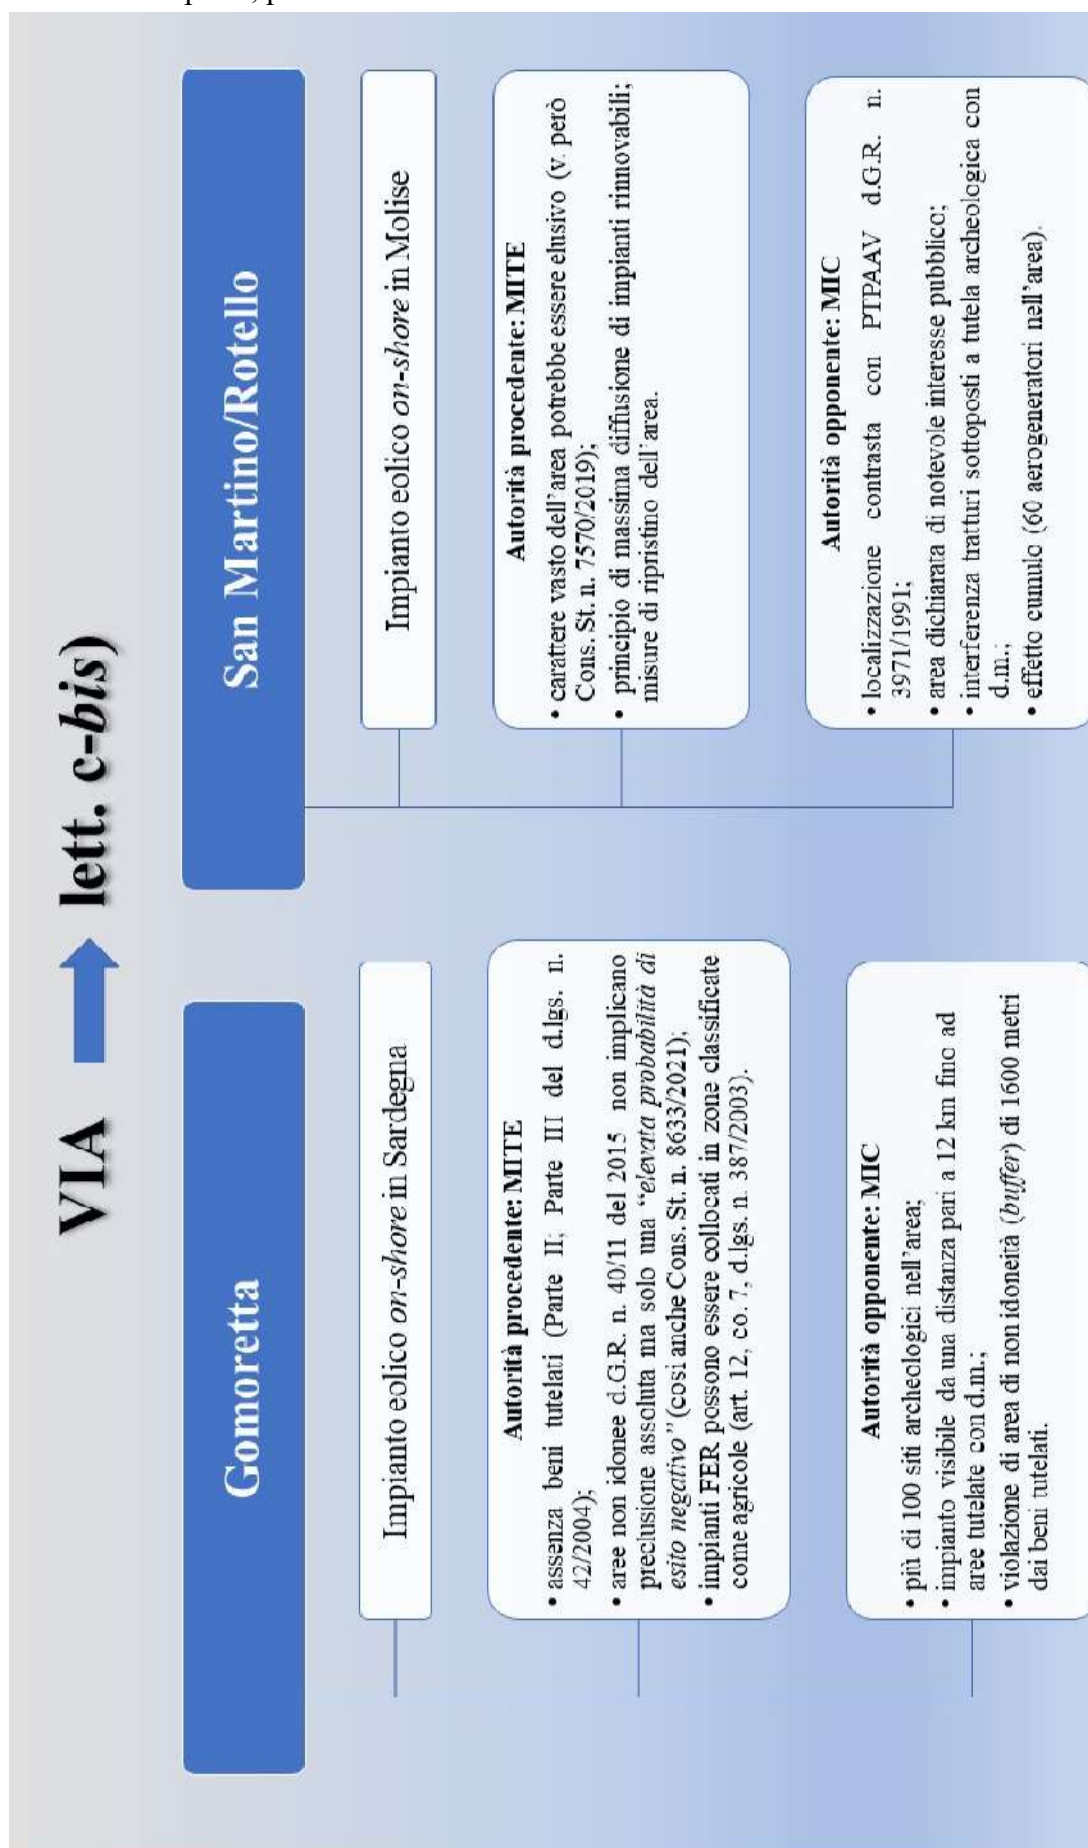 VIA lett. c-bis)
Gomoretta
Impianto eolico on-shore in Sardegna
Autorità procedente: MITE
• assenza beni tutelati (Parte II; Parte III del d.lgs. n.
42/2004);
• aree non idonee d.G.R. n. 40/11 del 2015 non implicano
preclusione assoluta ma solo una “elevata probabilità di
esito negativo” (così anche Cons. St. n. 8633/2021);
• impianti FER possono essere collocati in zone classificate
come agricole (art. 12, co. 7, d.lgs. n. 387/2003).
Autorità opponente: MIC
• più di 100 siti archeologici nell’area;
• impianto visibile da una distanza pari a 12 km fino ad
aree tutelate con d.m.;
• violazione di area di non idoneità (buffer) di 1600 metri
dai beni tutelati.
San Martino/Rotello
Impianto eolico on-shore in Molise
Autorità procedente: MITE
• carattere vasto dell’area potrebbe essere elusivo (v. però
Cons. St. n. 7570/2019);
• principio di massima diffusione di impianti rinnovabili;
misure di ripristino dell’area.
Autorità opponente: MIC
• localizzazione contrasta con PTPAAV d.G.R. n.
3971/1991;
• area dichiarata di notevole interesse pubblico;
• interferenza tratturi sottoposti a tutela archeologica con
d.m.;
• effetto cumulo (60 aerogeneratori nell’area).